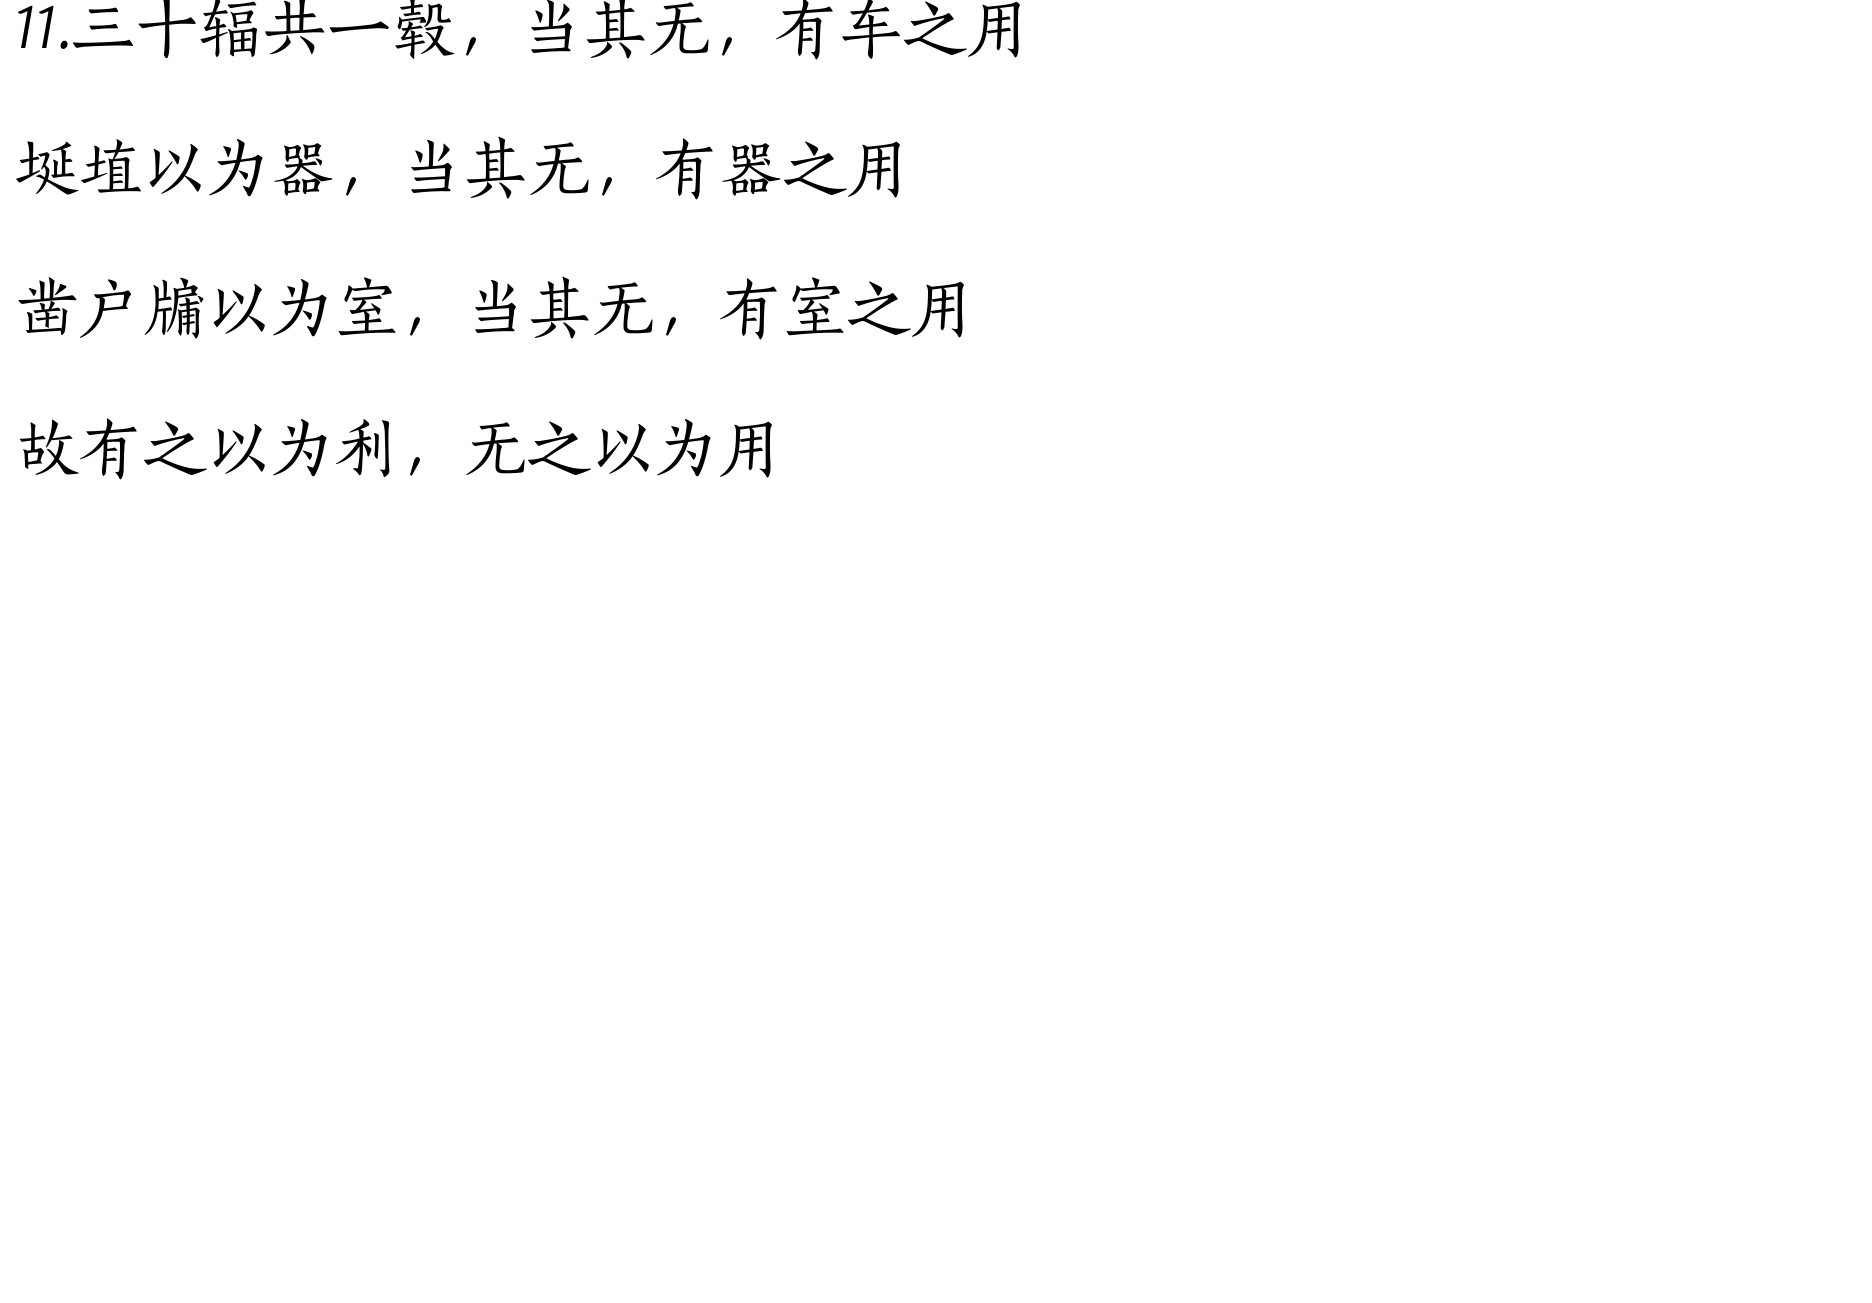 11.三十辐共一毂，当其无，有车之用
埏埴以为器，当其无，有器之用
凿户牖以为室，当其无，有室之用
故有之以为利，无之以为用